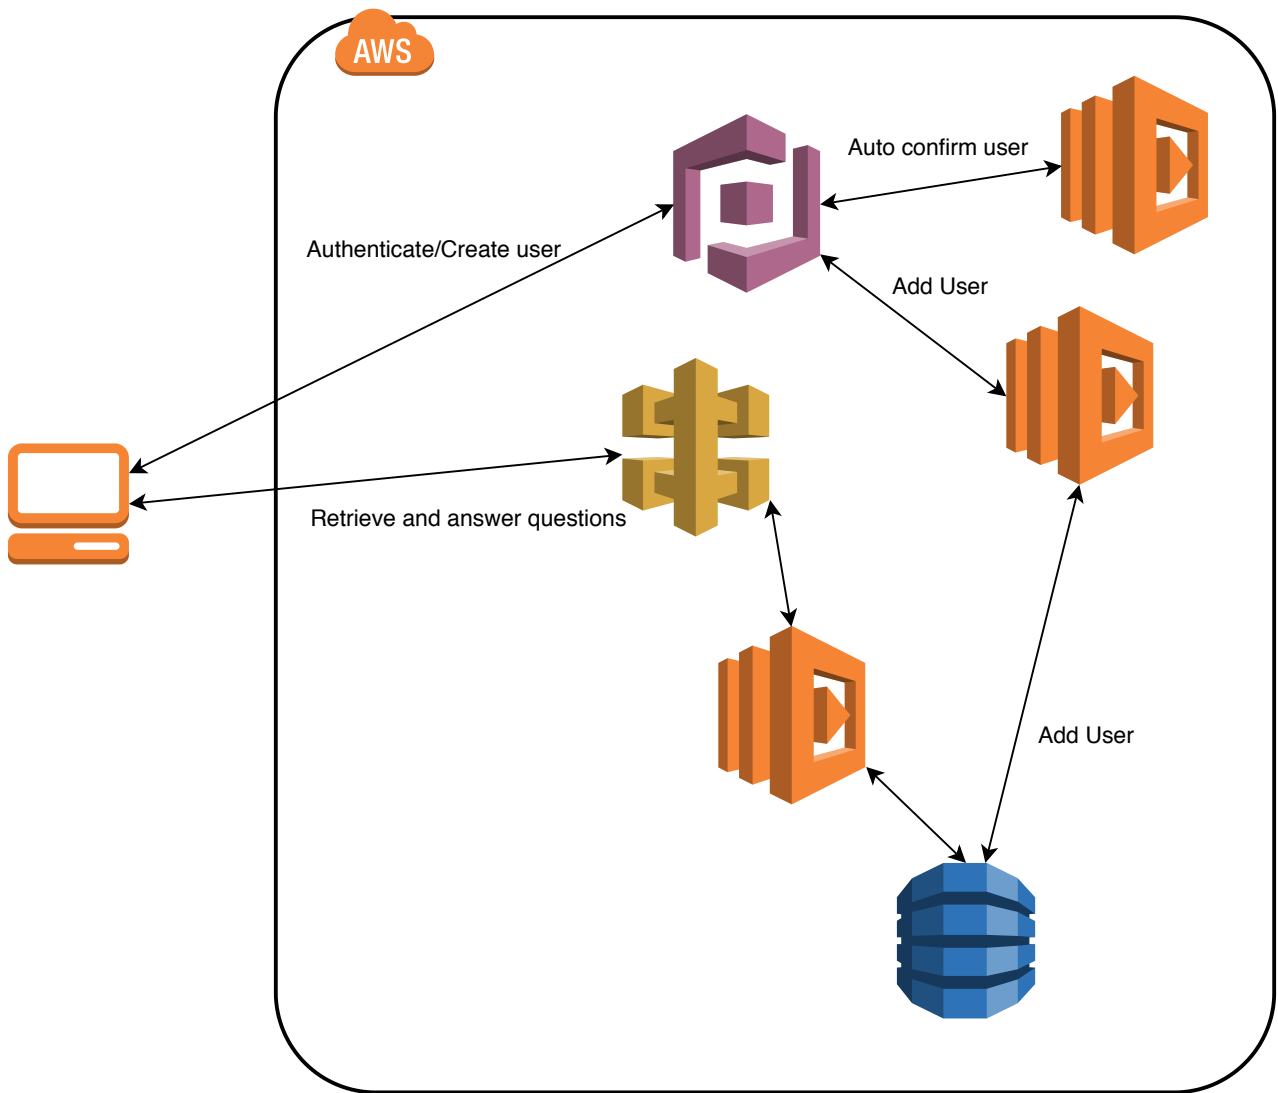 AWS
Auto confirm user
Authenticate/Create user
Add User
Retrieve and answer questions
Add User